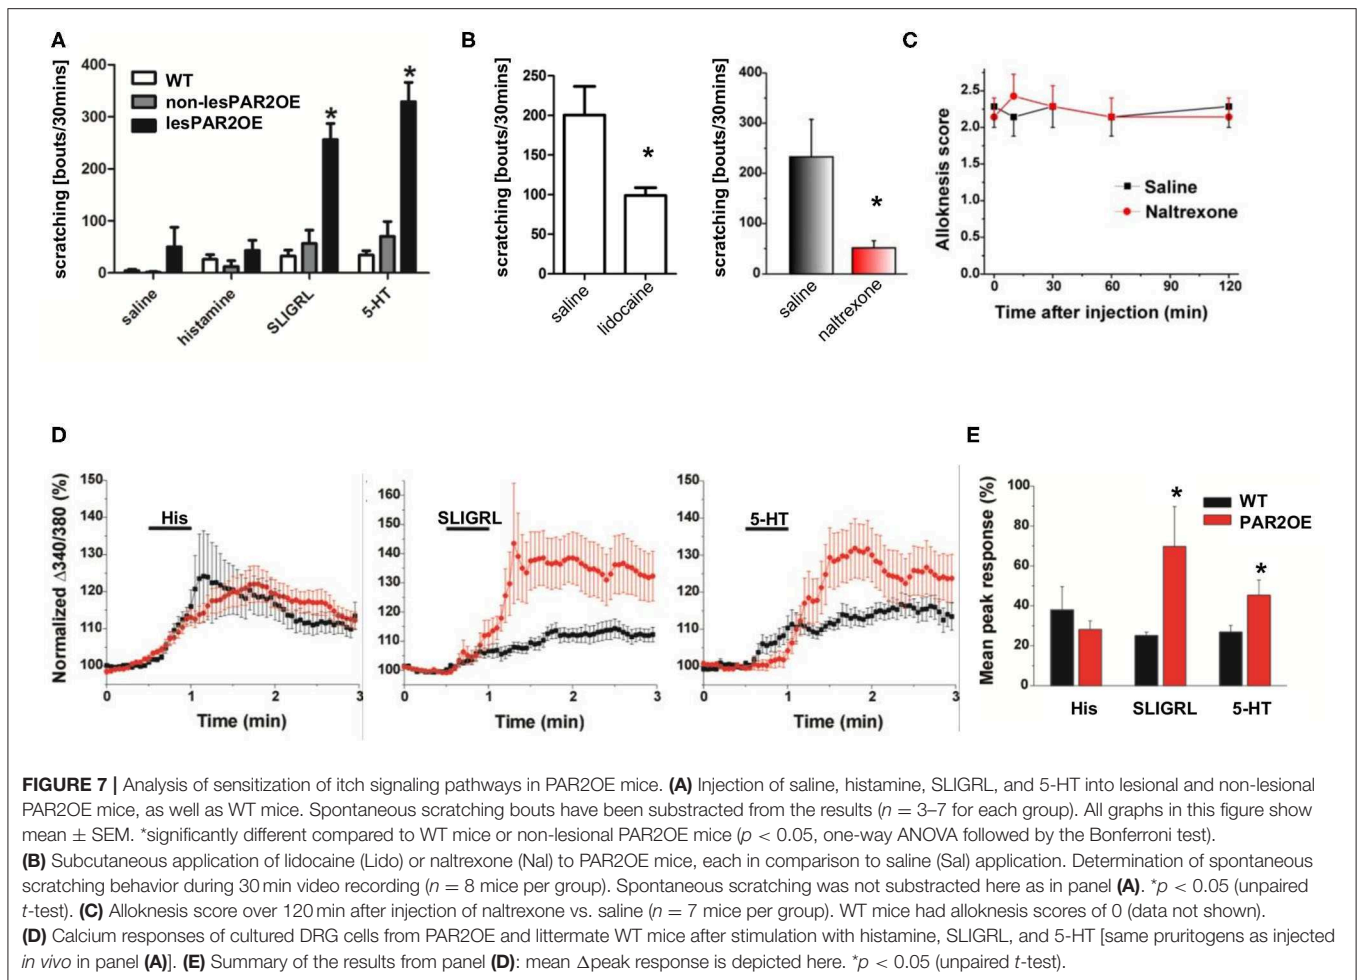 A
scratching [bouts/30mins]
400
300
200
100
0
WT
non-lesPAR2OE
lesPAR2OE
*
*
saline
histamine
SLIGRL
5-HT
B
scratching [bouts/30mins]
250
200
150
100
50
0
*
saline
lidocaine
scratching [bouts/30mins]
400
300
200
100
0
*
saline
naltrexone
C
Alloknesis score
2.5
2.0
1.5
1.0
0.5
0.0
Saline
Naltrexone
0
30
60
90
120
Time after injection (min)
D
Normalized Δ340/380 (%)
150
140
130
120
110
100
His
0
1
2
3
Time (min)
160
150
140
130
120
110
100
SLIGRL
0
1
2
3
Time (min)
150
140
130
120
110
100
5-HT
0
1
2
3
Time (min)
E
Mean peak response (%)
100
80
60
40
20
0
WT
PAR2OE
*
*
His
SLIGRL
5-HT
FIGURE 7 | Analysis of sensitization of itch signaling pathways in PAR2OE mice. (A) Injection of saline, histamine, SLIGRL, and 5-HT into lesional and non-lesional
PAR2OE mice, as well as WT mice. Spontaneous scratching bouts have been substracted from the results (n = 3–7 for each group). All graphs in this figure show
mean ± SEM. *significantly different compared to WT mice or non-lesional PAR2OE mice (p < 0.05, one-way ANOVA followed by the Bonferroni test).
(B) Subcutaneous application of lidocaine (Lido) or naltrexone (Nal) to PAR2OE mice, each in comparison to saline (Sal) application. Determination of spontaneous
scratching behavior during 30 min video recording (n = 8 mice per group). Spontaneous scratching was not substracted here as in panel (A). *p < 0.05 (unpaired
t-test). (C) Alloknesis score over 120 min after injection of naltrexone vs. saline (n = 7 mice per group). WT mice had alloknesis scores of 0 (data not shown).
(D) Calcium responses of cultured DRG cells from PAR2OE and littermate WT mice after stimulation with histamine, SLIGRL, and 5-HT [same pruritogens as injected
in vivo in panel (A)]. (E) Summary of the results from panel (D): mean Δpeak response is depicted here. *p < 0.05 (unpaired t-test).